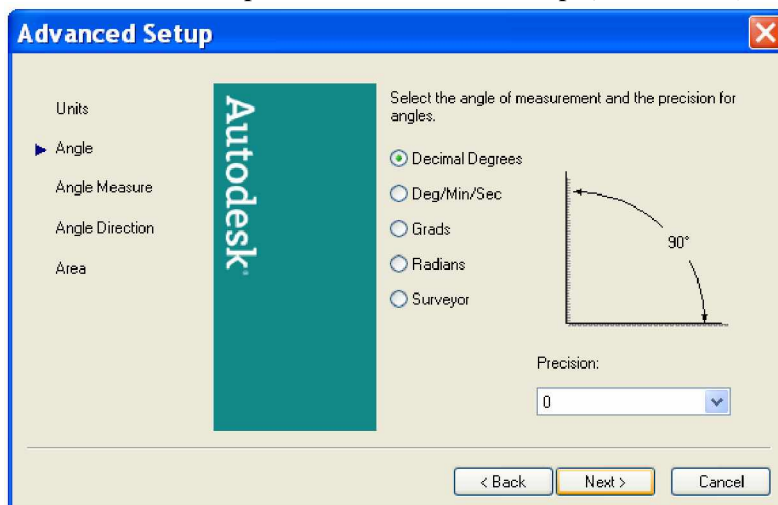 Advanced Setup
Units
Angle
Angle Measure
Angle Direction
Area
Autodesk
Select the angle of measurement and the precision for
angles.
Decimal Degrees
Deg/Min/Sec
Grads
Radians
Surveyor
90°
Precision:
0
< Back
Next >
Cancel